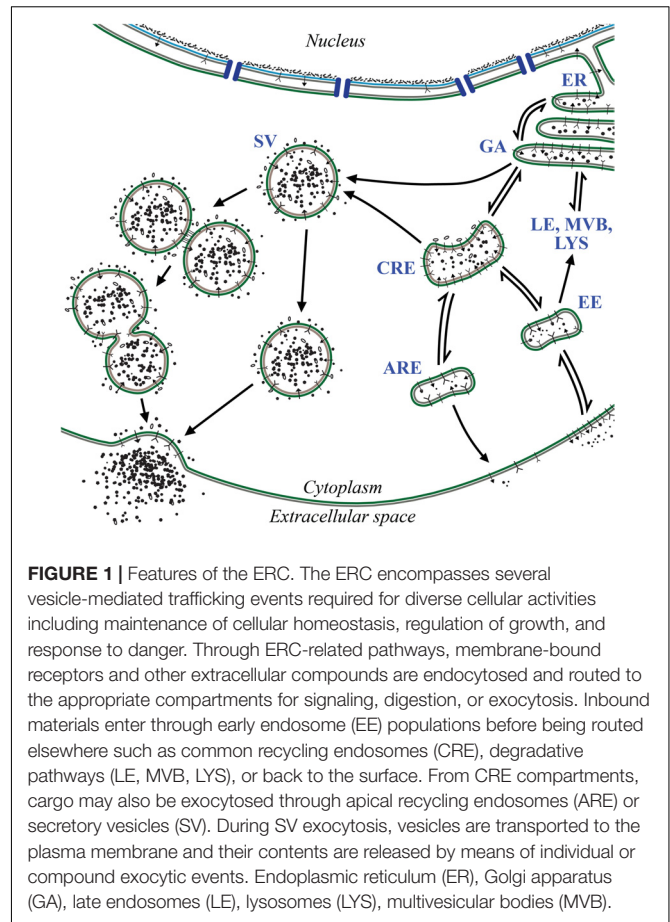 Nucleus
ER
SV
GA
LE, MVB,
LYS
CRE
EE
ARE
Cytoplasm
Extracellular space
FIGURE 1 | Features of the ERC. The ERC encompasses several
vesicle-mediated trafficking events required for diverse cellular activities
including maintenance of cellular homeostasis, regulation of growth, and
response to danger. Through ERC-related pathways, membrane-bound
receptors and other extracellular compounds are endocytosed and routed to
the appropriate compartments for signaling, digestion, or exocytosis. Inbound
materials enter through early endosome (EE) populations before being routed
elsewhere such as common recycling endosomes (CRE), degradative
pathways (LE, MVB, LYS), or back to the surface. From CRE compartments,
cargo may also be exocytosed through apical recycling endosomes (ARE) or
secretory vesicles (SV). During SV exocytosis, vesicles are transported to the
plasma membrane and their contents are released by means of individual or
compound exocytic events. Endoplasmic reticulum (ER), Golgi apparatus
(GA), late endosomes (LE), lysosomes (LYS), multivesicular bodies (MVB).